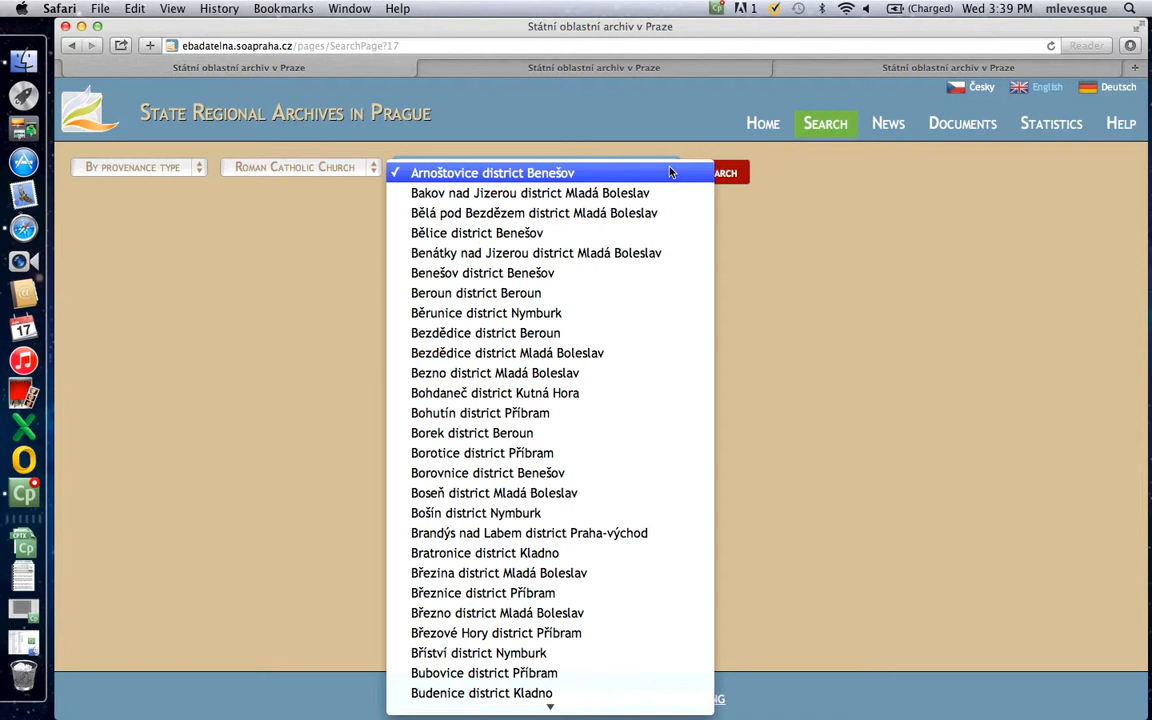 Safari File Edit View History Bookmarks Window Help 1 (Charged) Wed 3:39 PM mlevesque
Státní oblastní archiv v Praze
ebadatelna.soapraha.cz/pages/SearchPage?17
Reader
Státní oblastní archiv v Praze Státní oblastní archiv v Praze Státní oblastní archiv v Praze
Česky English Deutsch
STATE REGIONAL ARCHIVES IN PRAGUE
HOME SEARCH NEWS DOCUMENTS STATISTICS HELP
BY PROVENANCE TYPE ROMAN CATHOLIC CHURCH ARCH
Arnoštovice district Benešov
Bakov nad Jizerou district Mladá Boleslav
Bělá pod Bezdězem district Mladá Boleslav
Bělice district Benešov
Benátky nad Jizerou district Mladá Boleslav
Benešov district Benešov
Beroun district Beroun
Běrunice district Nymburk
Bezdědice district Beroun
Bezdědice district Mladá Boleslav
Bezno district Mladá Boleslav
Bohdaneč district Kutná Hora
Bohutín district Příbram
Borek district Beroun
Borotice district Příbram
Borovnice district Benešov
Boseň district Mladá Boleslav
Bošín district Nymburk
Brandýs nad Labem district Praha-východ
Bratronice district Kladno
Březina district Mladá Boleslav
Březnice district Příbram
Březno district Mladá Boleslav
Březové Hory district Příbram
Bříství district Nymburk
Bubovice district Příbram
Budenice district Kladno
NG
17
Cp
CPTX
Cp